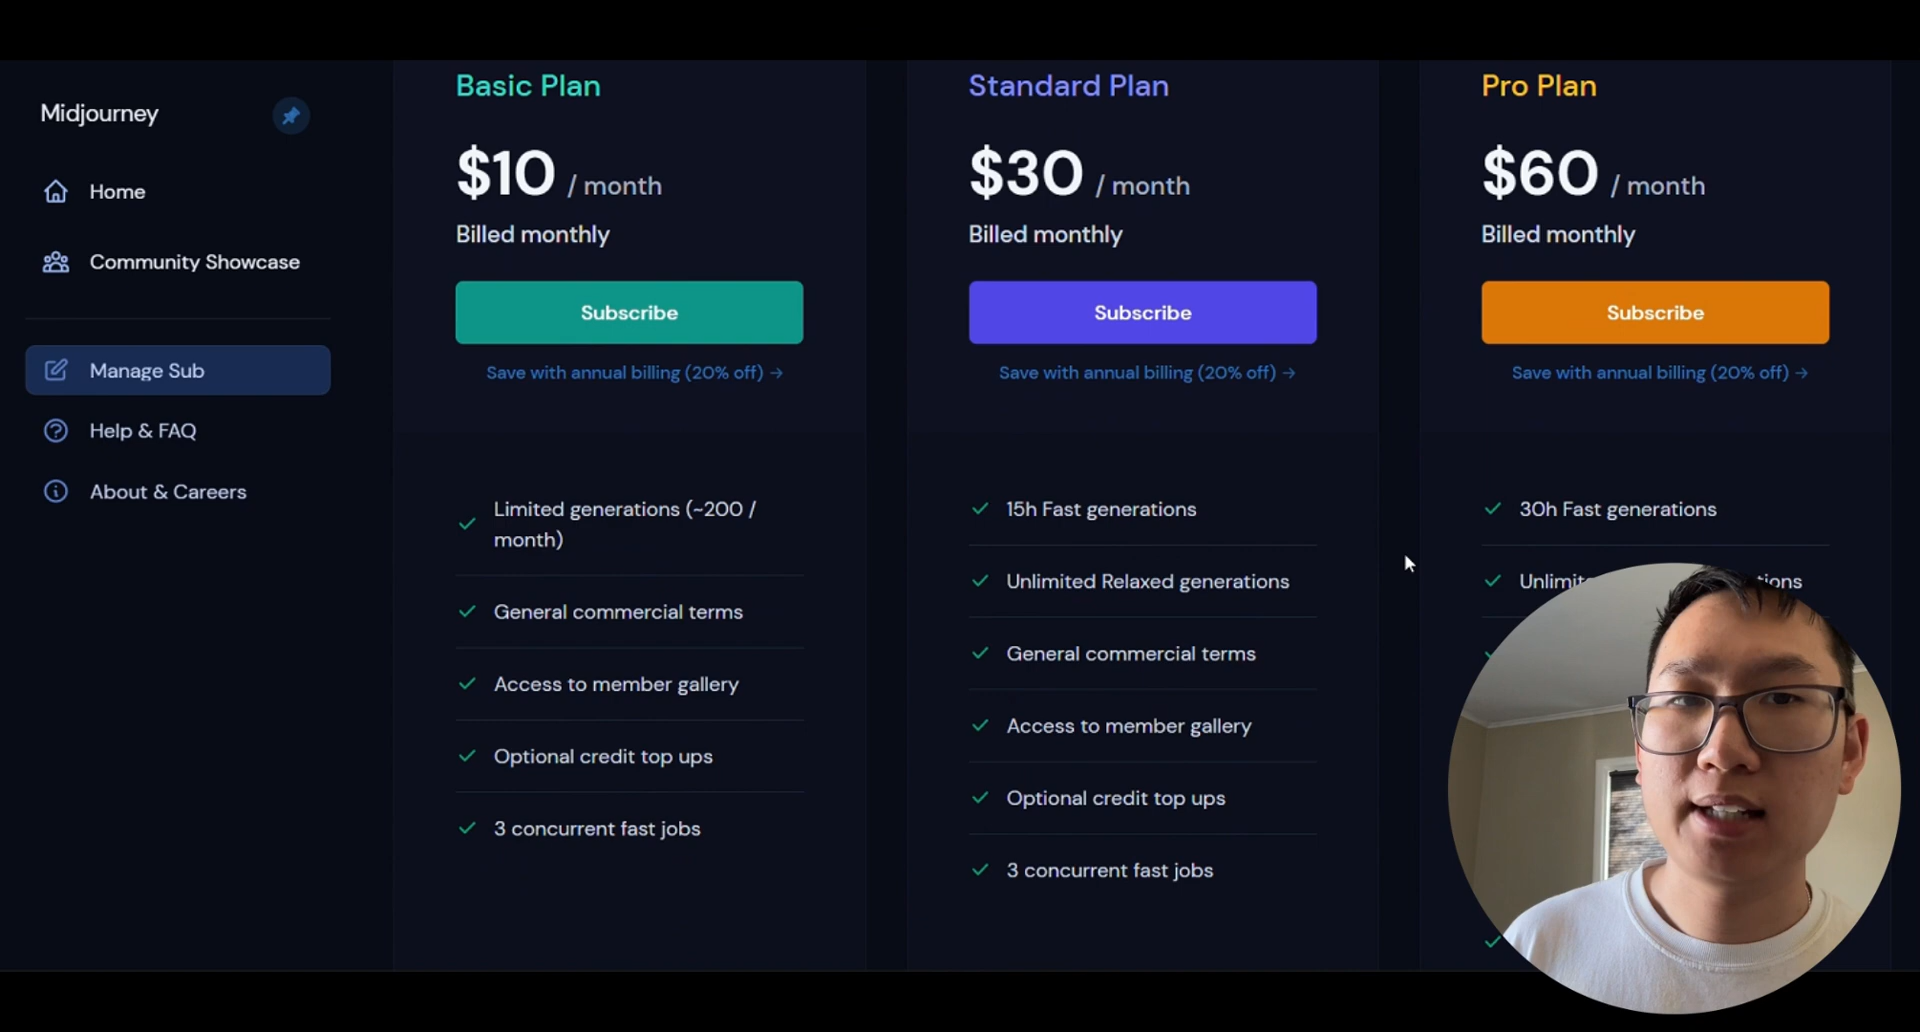 Midjourney
Home
Community Showcase
Manage Sub
Help & FAQ
About & Careers
Basic Plan
$10 / month
Billed monthly
Subscribe
Save with annual billing (20% off) →
Limited generations (~200 /
month)
General commercial terms
Access to member gallery
Optional credit top ups
3 concurrent fast jobs
Standard Plan
$30 / month
Billed monthly
Subscribe
Save with annual billing (20% off) →
15h Fast generations
Unlimited Relaxed generations
General commercial terms
Access to member gallery
Optional credit top ups
3 concurrent fast jobs
Pro Plan
$60 / month
Billed monthly
Subscribe
Save with annual billing (20% off) →
30h Fast generations